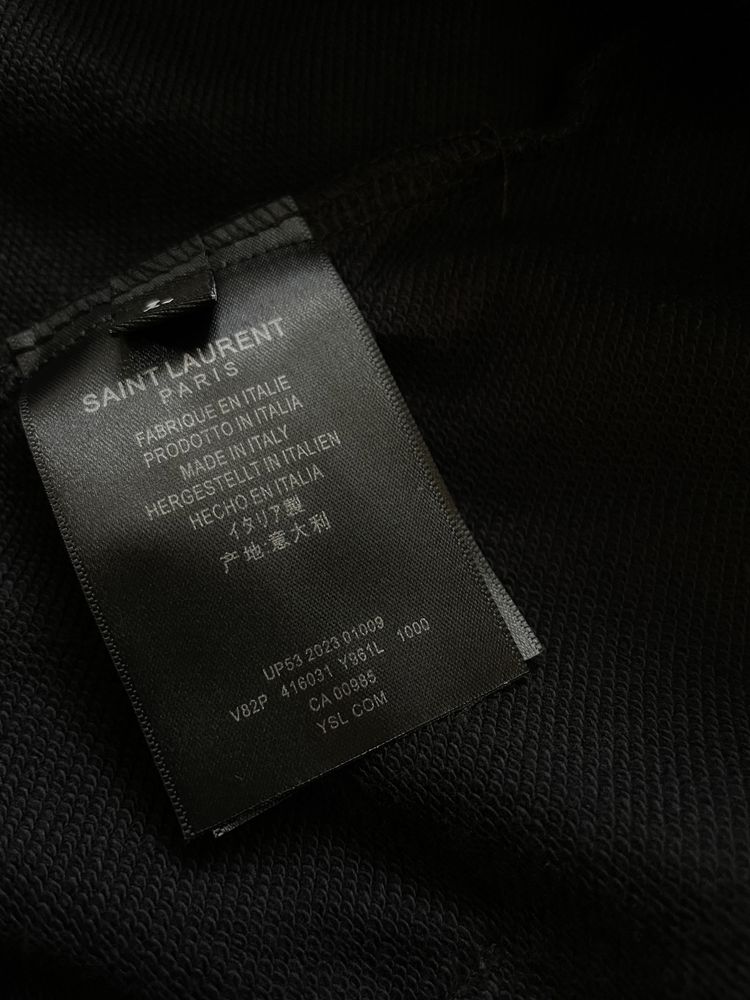 SAINT LAURENT
PARIS
FABRIQUE EN ITALIE
PRODOTTO IN ITALIA
MADE IN ITALY
HERGESTELLT IN ITALIEN
HECHO EN ITALIA
イタリア製
产地:意大利
UP53 2023 01009
V82P 416031 Y961L 1000
CA 00985
YSL.COM